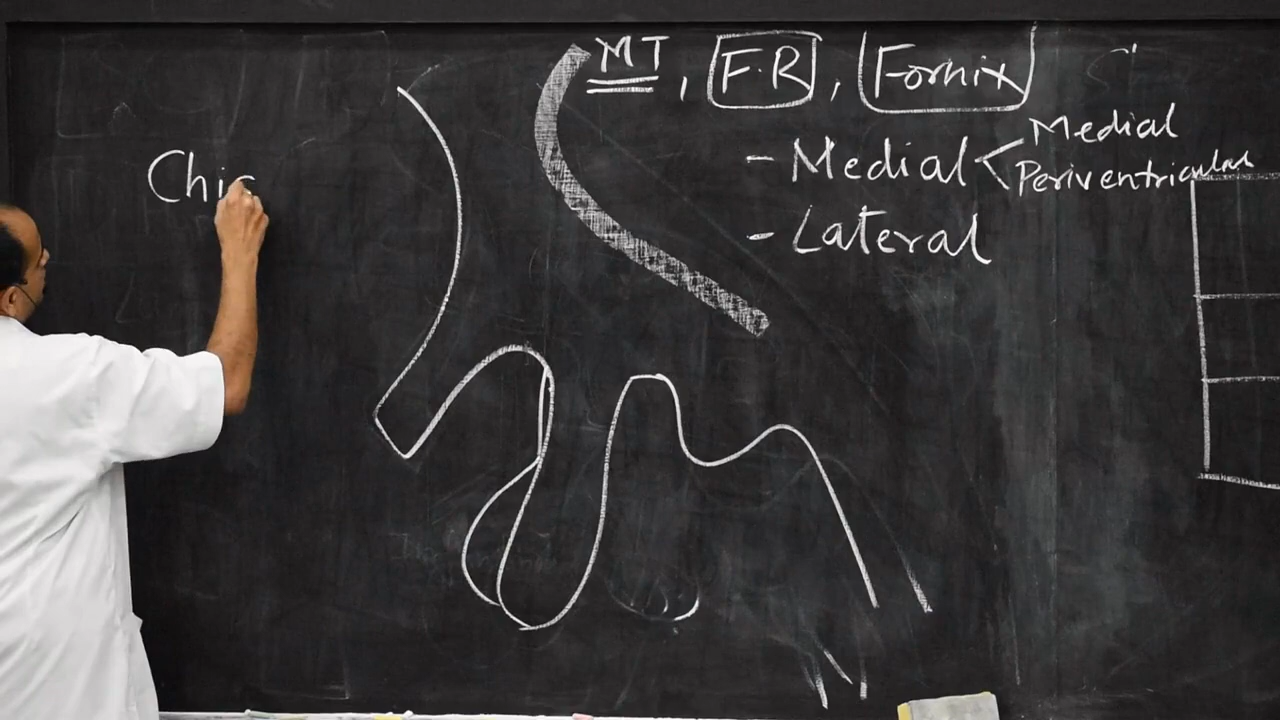 MT, F.R, Fornix
- Medial < Medial
Periventricular
- Lateral
Chi